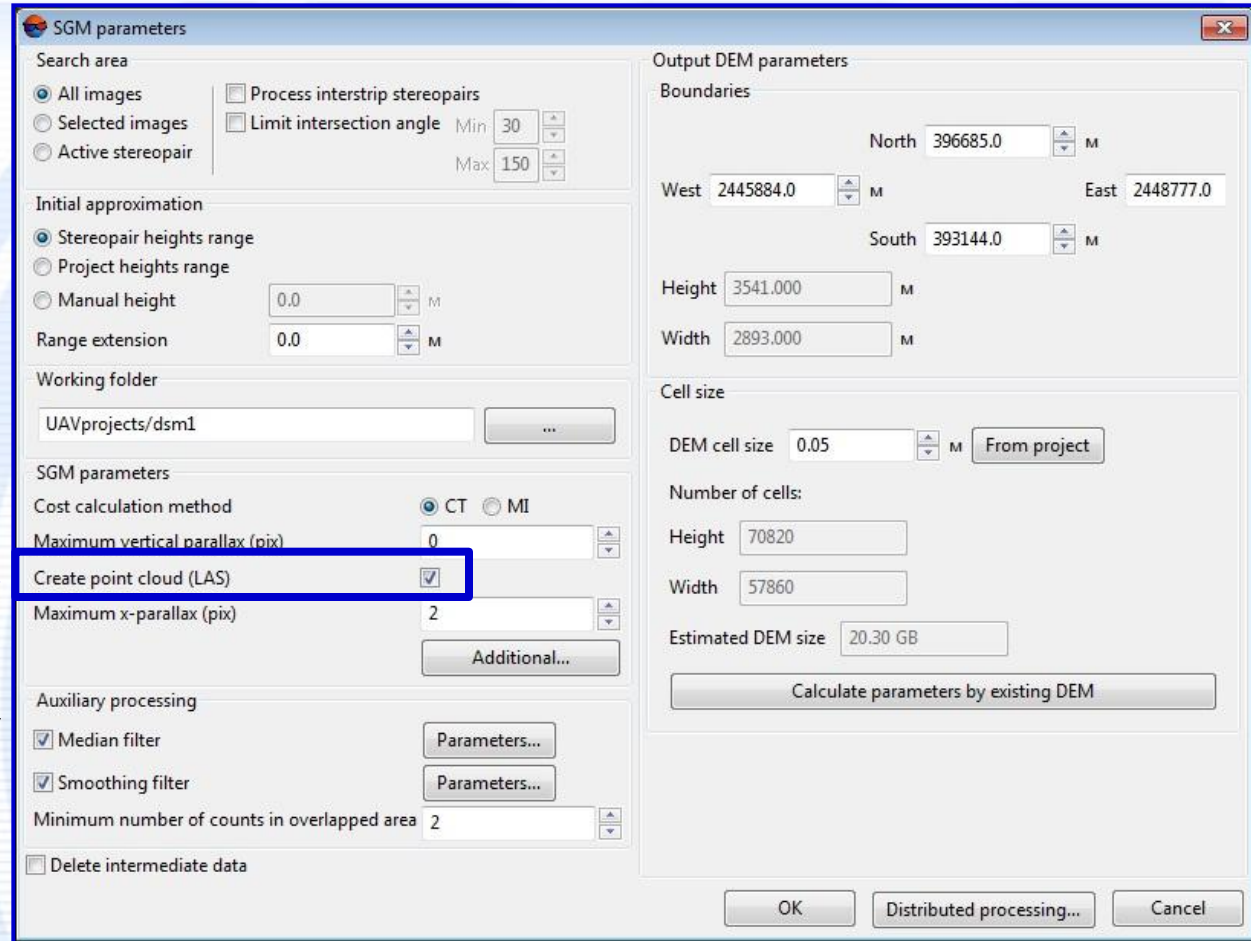 SGM parameters
Search area
All images
Selected images
Active stereopair
Process interstrip stereopairs
Limit intersection angle Min 30
Max 150
Initial approximation
Stereopair heights range
Project heights range
Manual height 0.0 м
Range extension 0.0 м
Working folder
UAVprojects/dsm1 ...
SGM parameters
Cost calculation method CT MI
Maximum vertical parallax (pix) 0
Create point cloud (LAS)
Maximum x-parallax (pix) 2
Additional...
Auxiliary processing
Median filter Parameters...
Smoothing filter Parameters...
Minimum number of counts in overlapped area 2
Delete intermediate data
Output DEM parameters
Boundaries
North 396685.0 м
West 2445884.0 м East 2448777.0
South 393144.0 м
Height 3541.000 м
Width 2893.000 м
Cell size
DEM cell size 0.05 м From project
Number of cells:
Height 70820
Width 57860
Estimated DEM size 20.30 GB
Calculate parameters by existing DEM
OK Distributed processing... Cancel